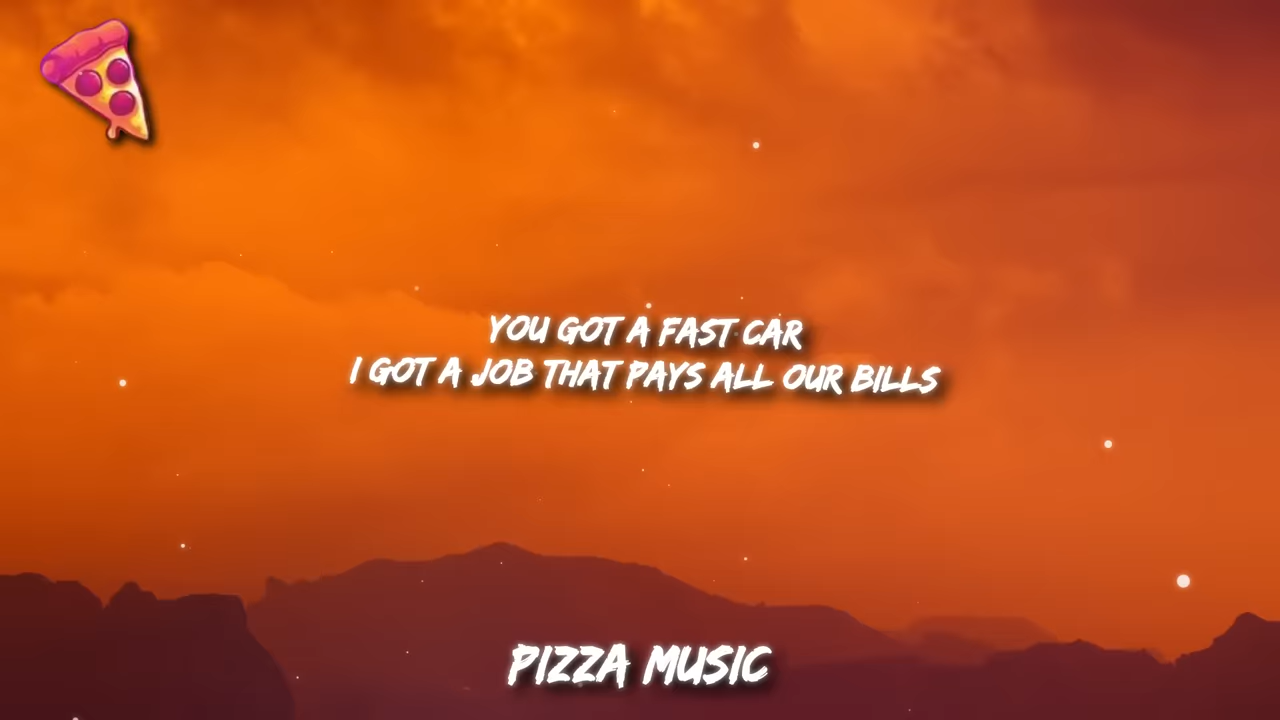 YOU GOT A FAST CAR
I GOT A JOB THAT PAYS ALL OUR BILLS
PIZZA MUSIC